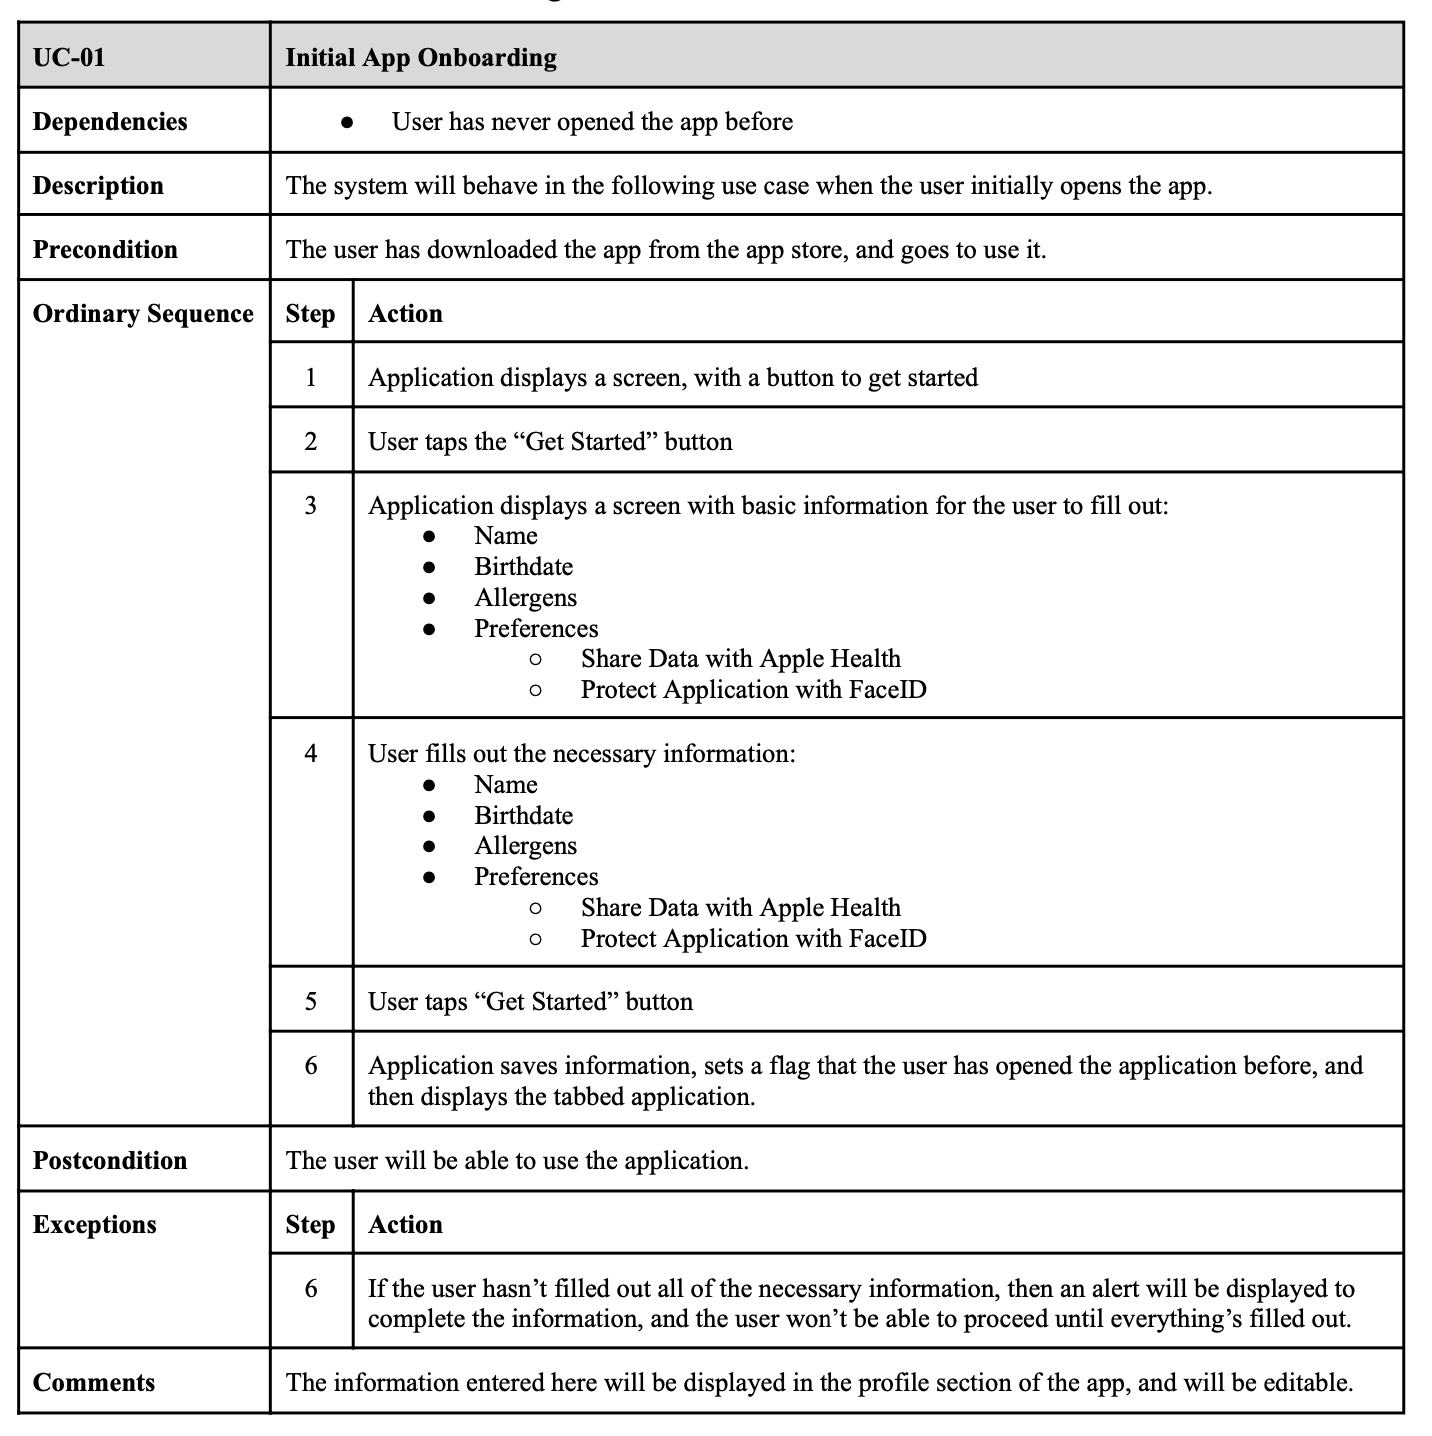 UC-01 Initial App Onboarding
Dependencies ● User has never opened the app before
Description The system will behave in the following use case when the user initially opens the app.
Precondition The user has downloaded the app from the app store, and goes to use it.
Ordinary Sequence Step Action
1 Application displays a screen, with a button to get started
2 User taps the “Get Started” button
3 Application displays a screen with basic information for the user to fill out:
● Name
● Birthdate
● Allergens
● Preferences
○ Share Data with Apple Health
○ Protect Application with FaceID
4 User fills out the necessary information:
● Name
● Birthdate
● Allergens
● Preferences
○ Share Data with Apple Health
○ Protect Application with FaceID
5 User taps “Get Started” button
6 Application saves information, sets a flag that the user has opened the application before, and
then displays the tabbed application.
Postcondition The user will be able to use the application.
Exceptions Step Action
6 If the user hasn’t filled out all of the necessary information, then an alert will be displayed to
complete the information, and the user won’t be able to proceed until everything’s filled out.
Comments The information entered here will be displayed in the profile section of the app, and will be editable.